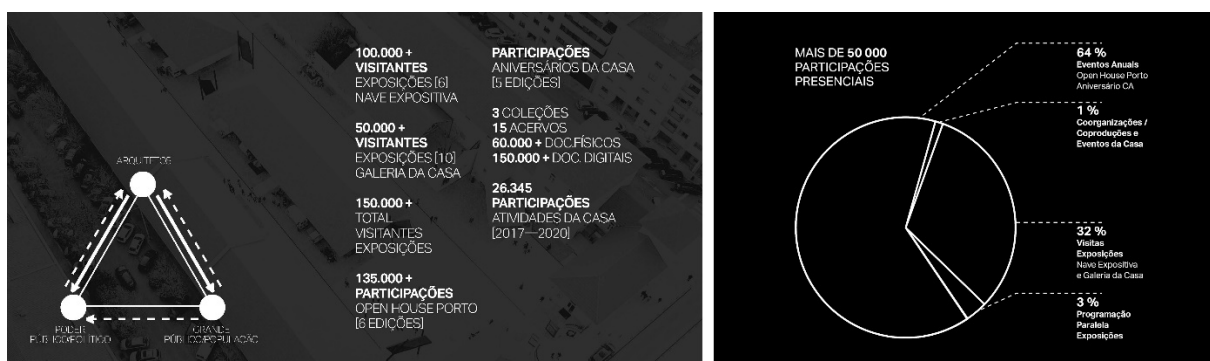 ARQUITETOS
PODER
PÚBLICO/POLÍTICO
GRANDE
PÚBLICO/POPULAÇÃO
100.000 +
VISITANTES
EXPOSIÇÕES [6]
NAVE EXPOSITIVA
50.000 +
VISITANTES
EXPOSIÇÕES [10]
GALERIA DA CASA
150.000 +
TOTAL
VISITANTES
EXPOSIÇÕES
135.000 +
PARTICIPAÇÕES
OPEN HOUSE PORTO
[6 EDIÇÕES]
PARTICIPAÇÕES
ANIVERSÁRIOS DA CASA
[5 EDIÇÕES]
3 COLEÇÕES
15 ACERVOS
60.000 + DOC.FÍSICOS
150.000 + DOC. DIGITAIS
26.345
PARTICIPAÇÕES
ATIVIDADES DA CASA
[2017—2020]
MAIS DE 50 000
PARTICIPAÇÕES
PRESENCIAIS
64 %
Eventos Anuais
Open House Porto
Aniversário CA
1 %
Coorganizações /
Coproduções e
Eventos da Casa
32 %
Visitas
Exposições
Nave Expositiva
e Galeria da Casa
3 %
Programação
Paralela
Exposições